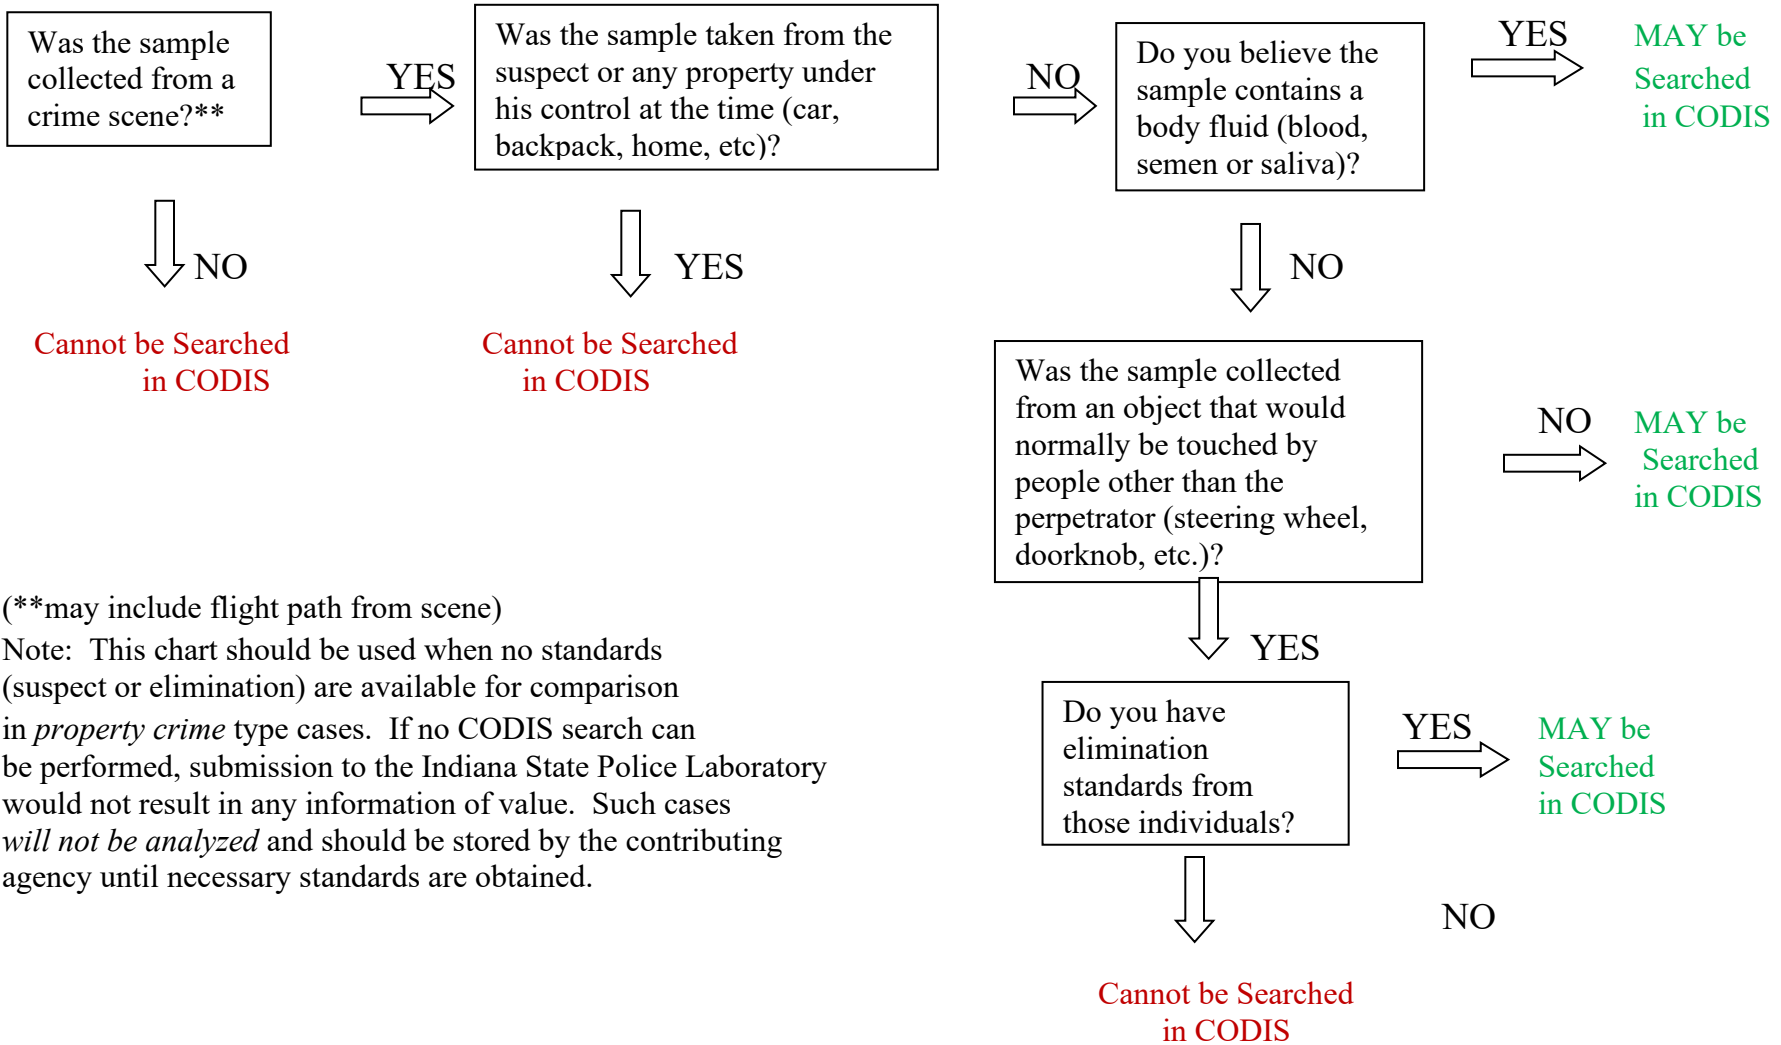 Was the sample
collected from a
crime scene?**
YES
NO
Cannot be Searched
in CODIS
Was the sample taken from the
suspect or any property under
his control at the time (car,
backpack, home, etc)?
NO
YES
Cannot be Searched
in CODIS
Do you believe the
sample contains a
body fluid (blood,
semen or saliva)?
YES
MAY be
Searched
in CODIS
NO
Was the sample collected
from an object that would
normally be touched by
people other than the
perpetrator (steering wheel,
doorknob, etc.)?
NO
MAY be
Searched
in CODIS
YES
Do you have
elimination
standards from
those individuals?
YES
MAY be
Searched
in CODIS
NO
Cannot be Searched
in CODIS
(**may include flight path from scene)
Note:  This chart should be used when no standards
(suspect or elimination) are available for comparison
in property crime type cases.  If no CODIS search can
be performed, submission to the Indiana State Police Laboratory
would not result in any information of value.  Such cases
will not be analyzed and should be stored by the contributing
agency until necessary standards are obtained.